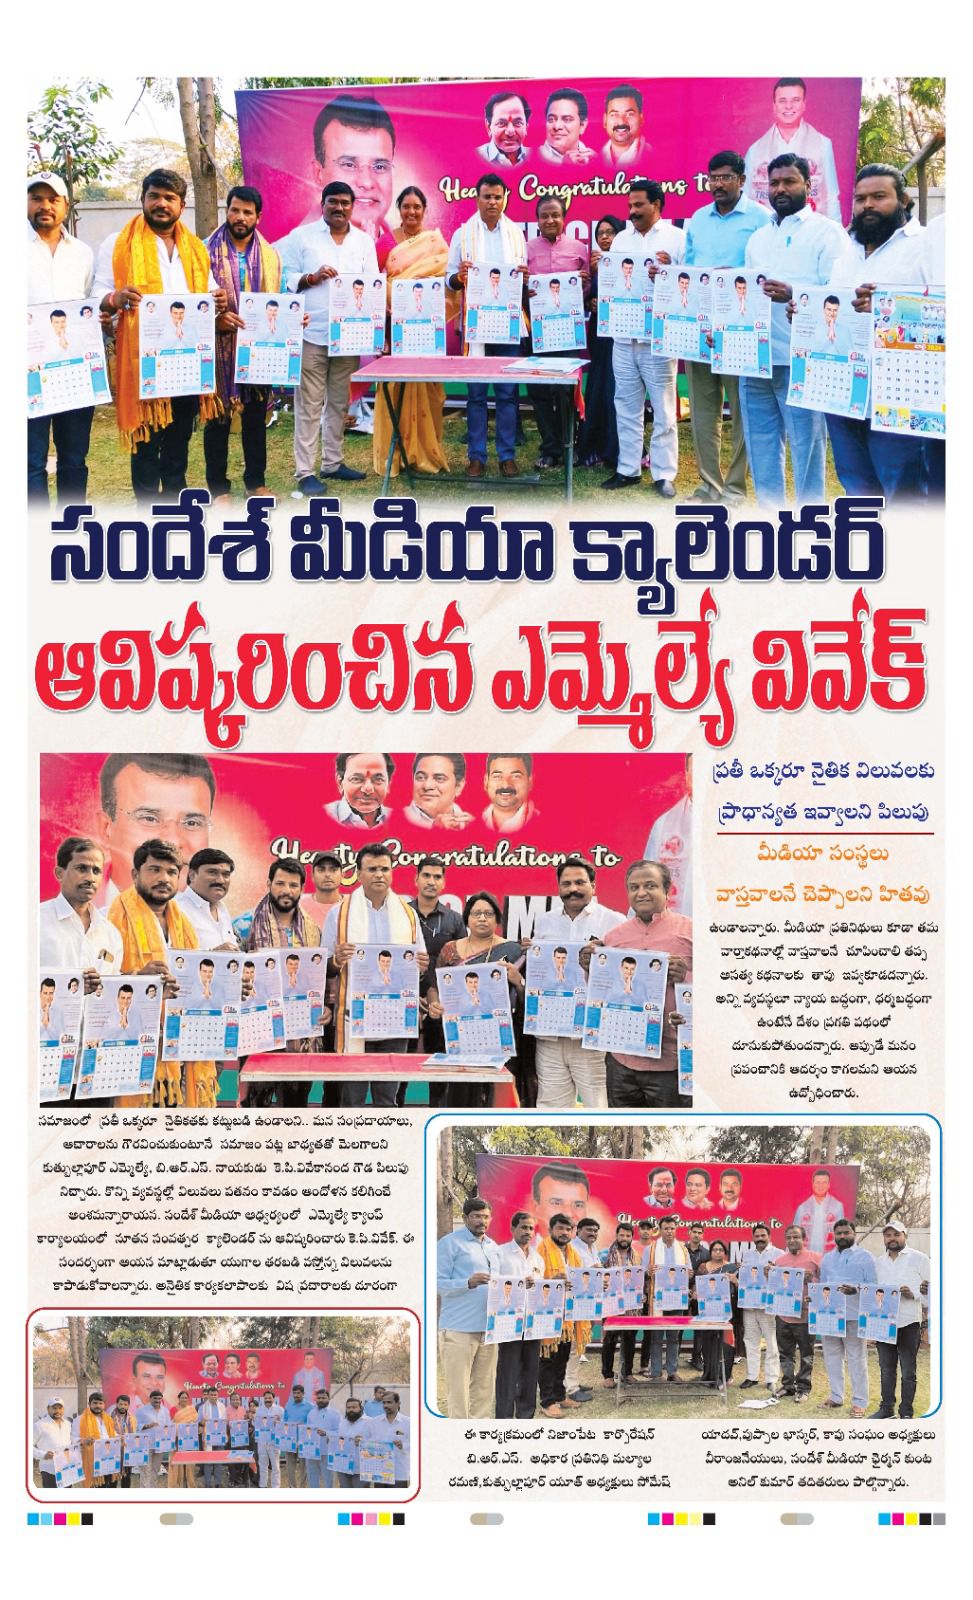 Hearty Congratulations to
సందేశ్ మీడియా క్యాలెండర్
ఆవిష్కరించిన ఎమ్మెల్యే వివేక్
ప్రతీ ఒక్కరూ నైతిక విలువలకు
ప్రాధాన్యత ఇవ్వాలని పిలుపు
మీడియా సంస్థలు
వాస్తవాలనే చెప్పాలని హితవు
Hearty Congratulations to
సమాజంలో ప్రతీ ఒక్కరూ నైతికతకు కట్టుబడి ఉండాలని.. మన సంప్రదాయాలు,
ఆచారాలను గౌరవించుకుంటూనే సమాజం పట్ల బాధ్యతతో మెలగాలని
కుత్బుల్లాపూర్ ఎమ్మెల్యే, బి.ఆర్.ఎస్. నాయకుడు కె.పి.వివేకానంద గౌడ పిలుపు
నిచ్చారు. కొన్ని వ్యవస్థల్లో విలువలు పతనం కావడం ఆందోళన కలిగించే
అంశమన్నారాయన. సందేశ్ మీడియా ఆధ్వర్యంలో ఎమ్మెల్యే క్యాంప్
కార్యాలయంలో నూతన సంవత్సర క్యాలెండర్ ను ఆవిష్కరించారు కె.పి.వివేక్. ఈ
సందర్భంగా ఆయన మాట్లాడుతూ యుగాల తరబడి వస్తోన్న విలువలను
కాపాడుకోవాలన్నారు. అనైతిక కార్యకలాపాలకు విష ప్రచారాలకు దూరంగా
ఉండాలన్నారు. మీడియా ప్రతినిధులు కూడా తమ
వార్తాకథనాల్లో వాస్తవాలనే చూపించాలి తప్ప
అసత్య కథనాలకు తావు ఇవ్వకూడదన్నారు.
అన్ని వ్యవస్థలూ న్యాయ బద్ధంగా, ధర్మబద్ధంగా
ఉంటేనే దేశం ప్రగతి పథంలో
దూసుకుపోతుందన్నారు. అప్పుడే మనం
ప్రపంచానికి ఆదర్శం కాగలమని ఆయన
ఉద్బోధించారు.
Hearty Congratulations to
Hearty Congratulations to
ఈ కార్యక్రమంలో నిజాంపేట కార్పొరేషన్
బి.ఆర్.ఎస్. అధికార ప్రతినిధి మల్యాల
రమణి,కుత్బుల్లాపూర్ యూత్ అధ్యక్షులు సోమేష్
యాదవ్,పుప్పాల భాస్కర్, కాపు సంఘం అధ్యక్షులు
వీరాంజనేయులు, సందేశ్ మీడియా ఛైర్మన్ కుంట
అనిల్ కుమార్ తదితరులు పాల్గొన్నారు.